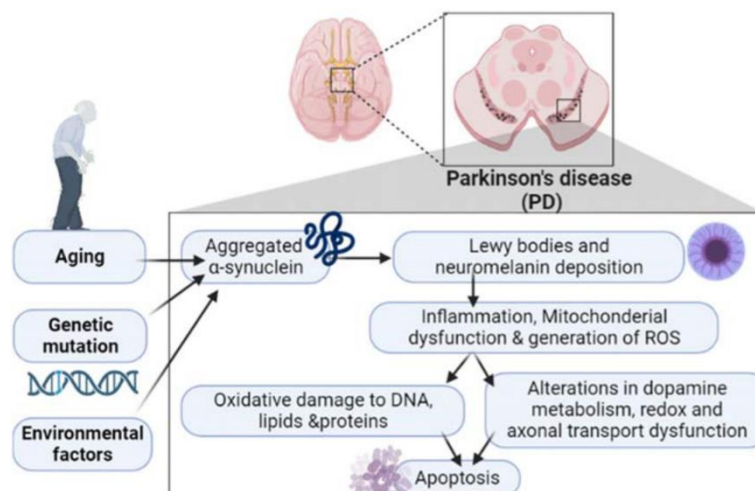 Parkinson's disease
(PD)
Aging
Aggregated
α-synuclein
Lewy bodies and
neuromelanin deposition
Genetic
mutation
Inflammation, Mitochonderial
dysfunction & generation of ROS
Environmental
factors
Oxidative damage to DNA,
lipids &proteins
Alterations in dopamine
metabolism, redox and
axonal transport dysfunction
Apoptosis